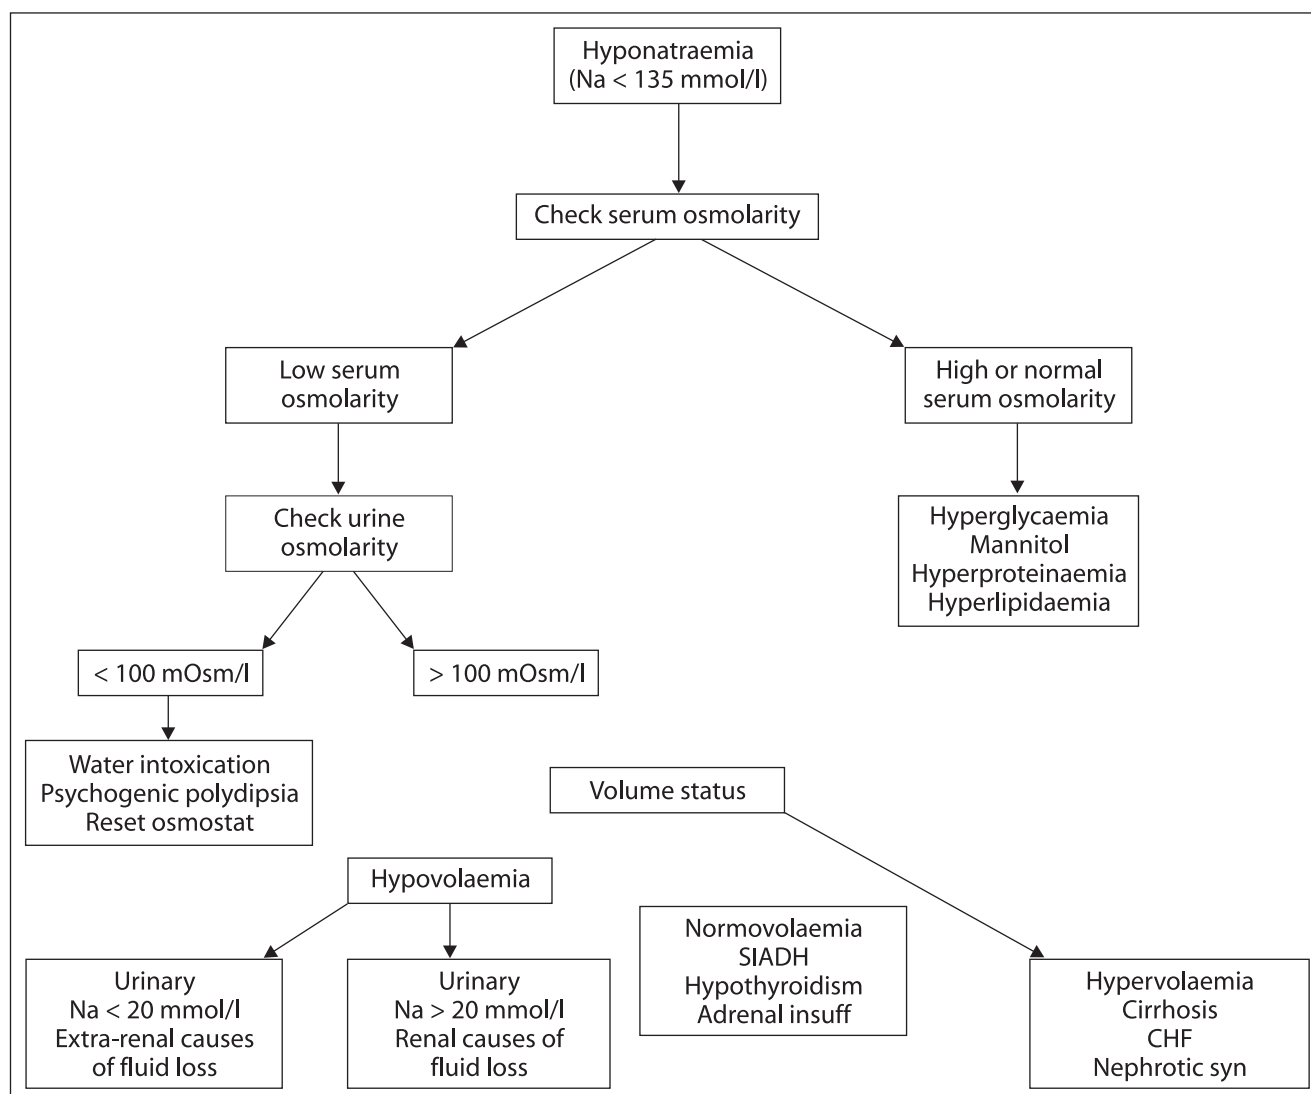 Hyponatraemia
(Na < 135 mmol/l)
Check serum osmolarity
Low serum
osmolarity
High or normal
serum osmolarity
Check urine
osmolarity
Hyperglycaemia
Mannitol
Hyperproteinaemia
Hyperlipidaemia
< 100 mOsm/l
> 100 mOsm/l
Water intoxication
Psychogenic polydipsia
Reset osmostat
Volume status
Hypovolaemia
Urinary
Na < 20 mmol/l
Extra-renal causes
of fluid loss
Urinary
Na > 20 mmol/l
Renal causes of
fluid loss
Normovolaemia
SIADH
Hypothyroidism
Adrenal insuff
Hypervolaemia
Cirrhosis
CHF
Nephrotic syn